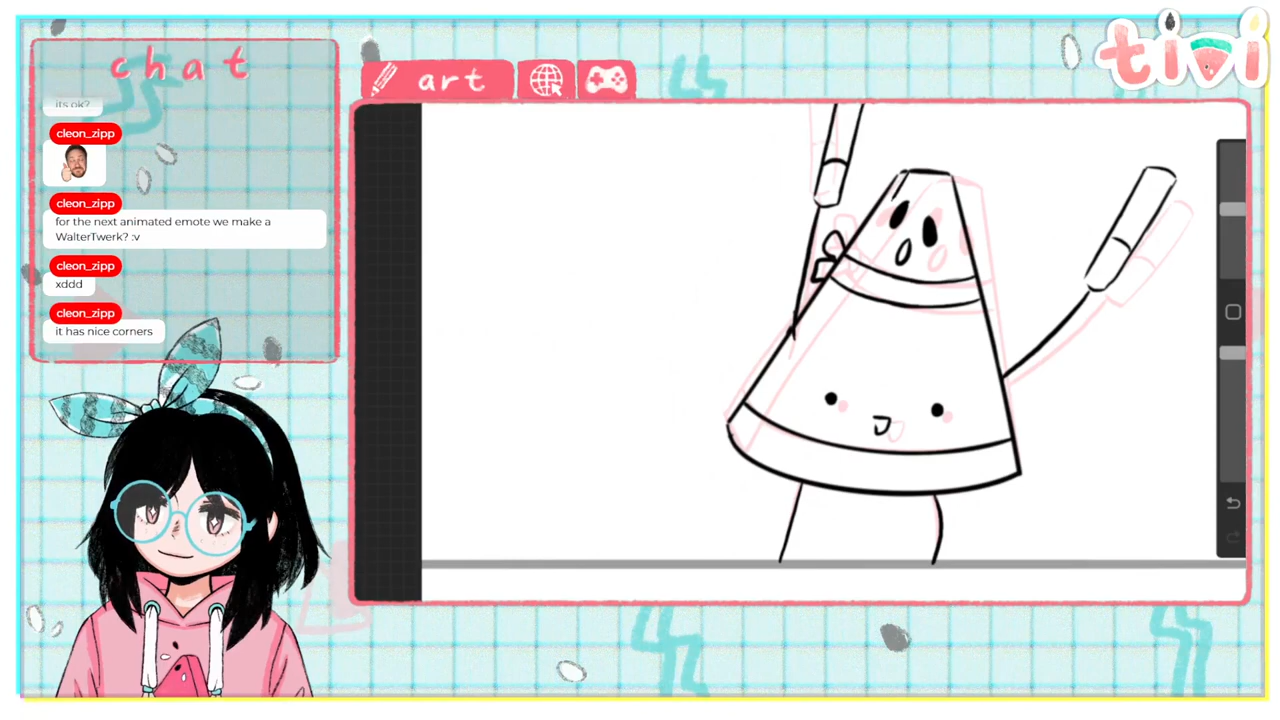 chat
its ok?
cleon_zipp
cleon_zipp
for the next animated emote we make a
WalterTwerk? :v
cleon_zipp
xddd
cleon_zipp
it has nice corners
art
tivi